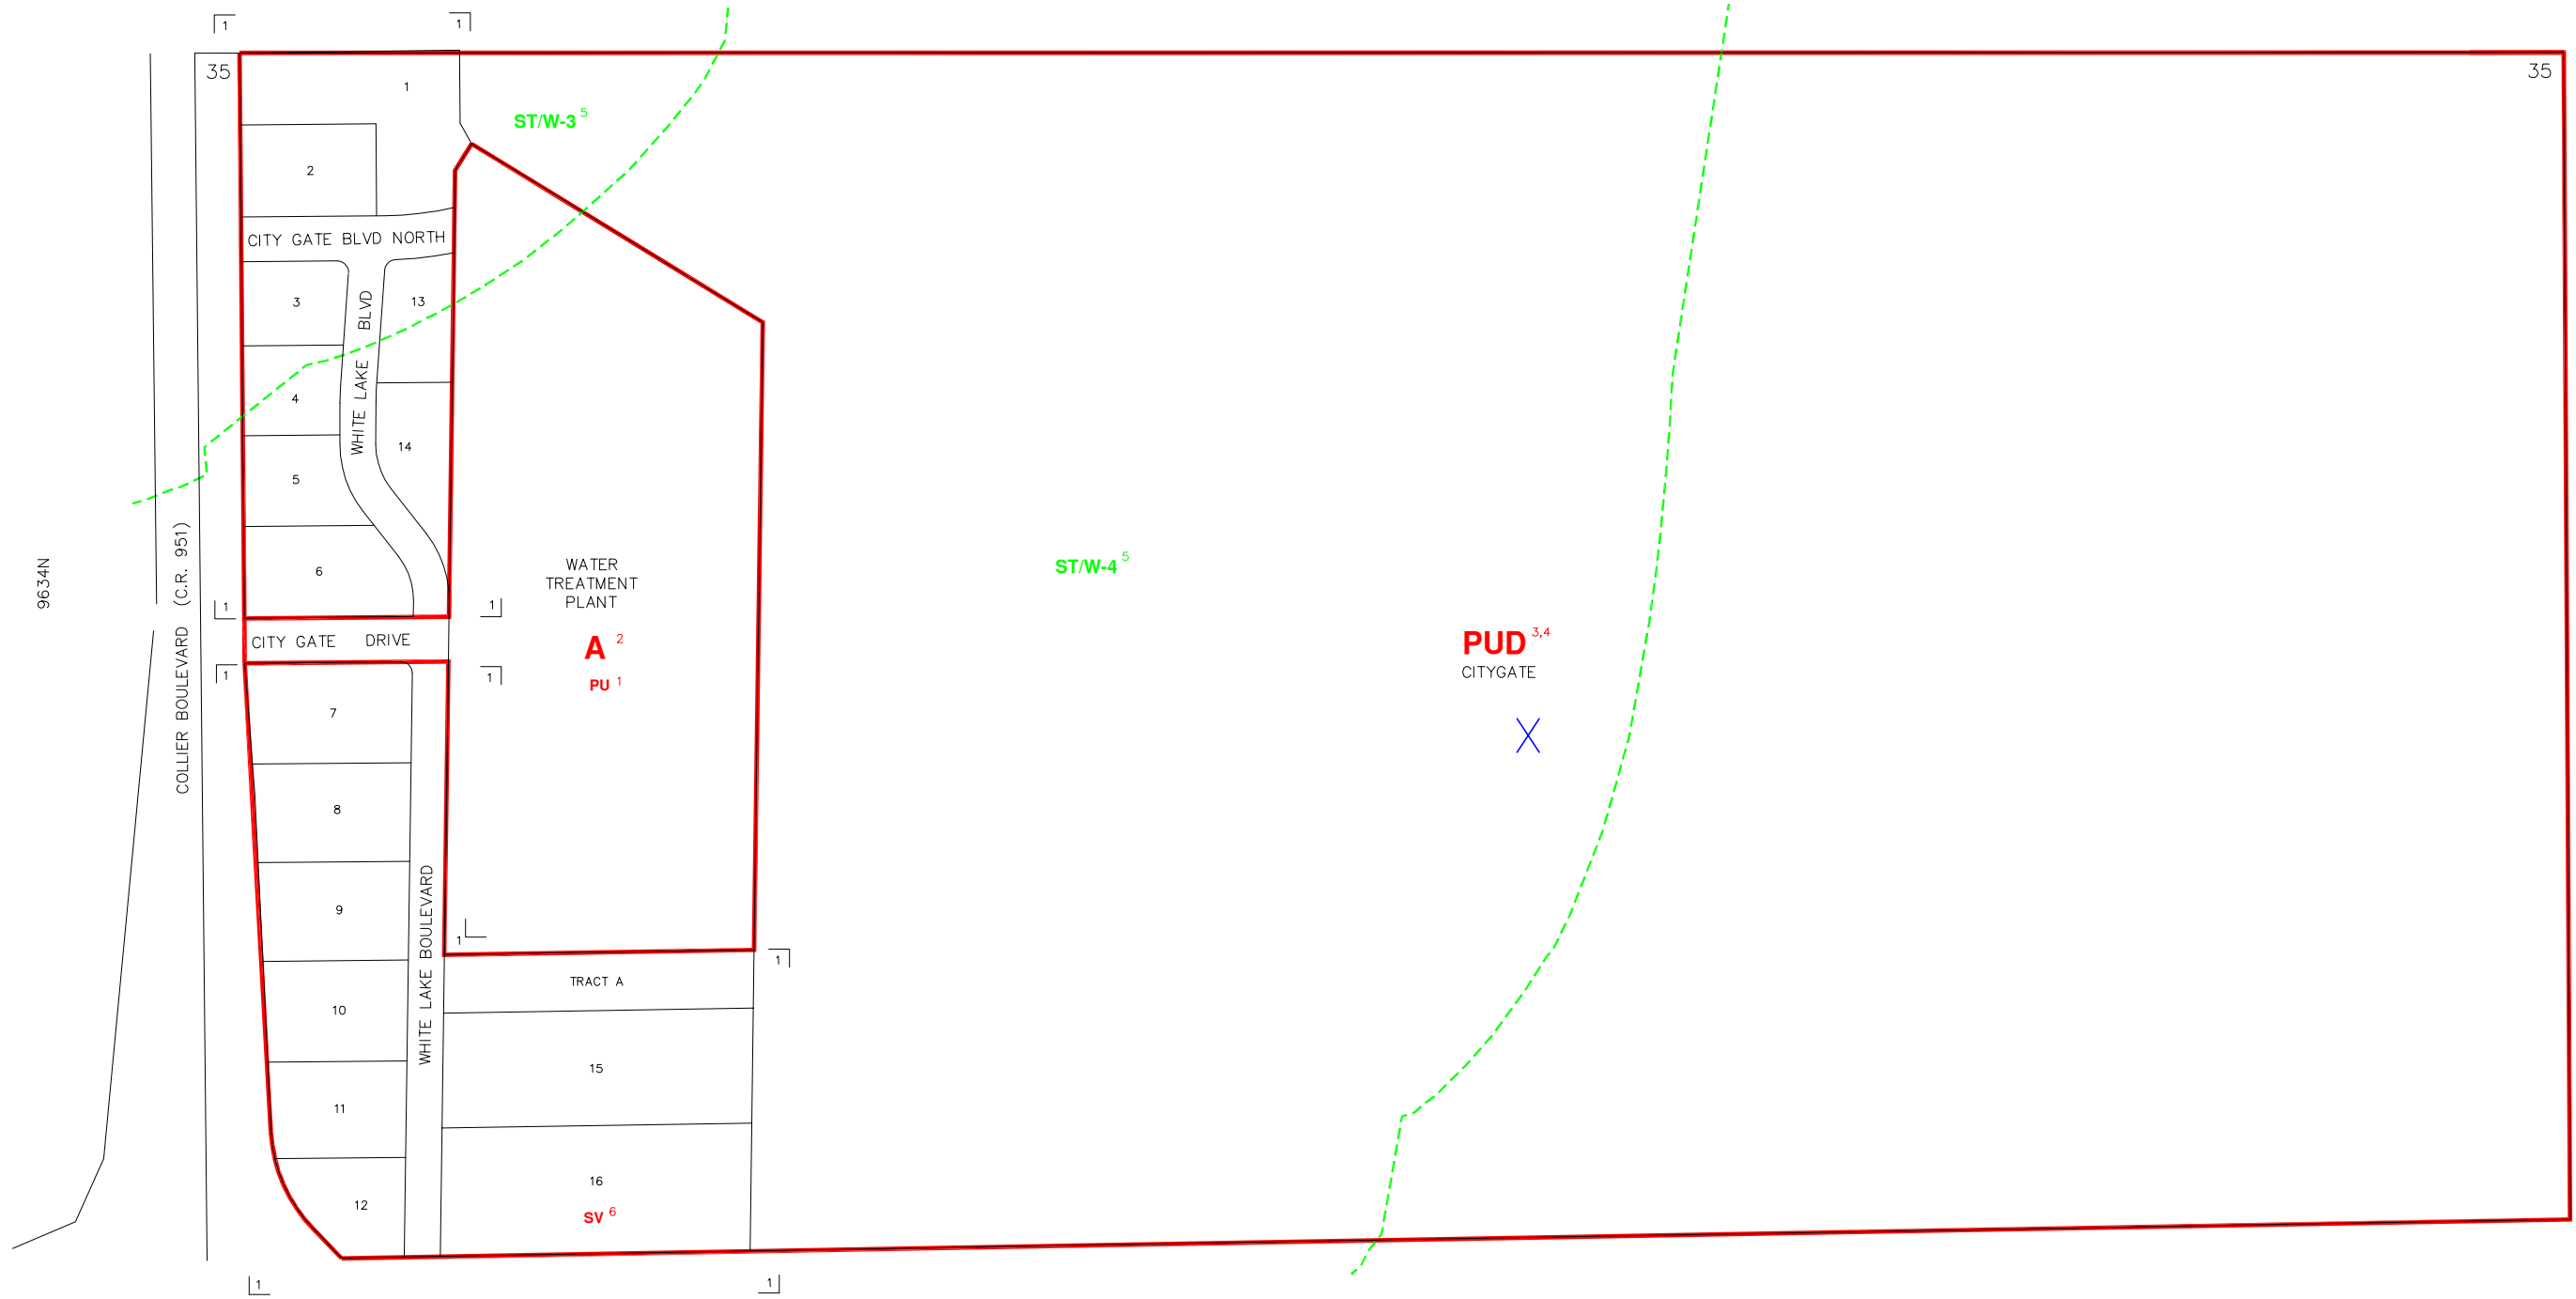 1
1
35
35
1
ST/W-3 5
2
CITY GATE BLVD NORTH
3
13
WHITE LAKE BLVD
4
14
5
6
9634N
COLLIER BOULEVARD (C.R. 951)
WATER
TREATMENT
PLANT
ST/W-4 5
1
1
CITY GATE DRIVE
A 2
PU 1
PUD 3,4
CITYGATE
X
1
1
7
8
9
WHITE LAKE BOULEVARD
1
1
TRACT A
10
15
11
16
12
SV 6
1
1